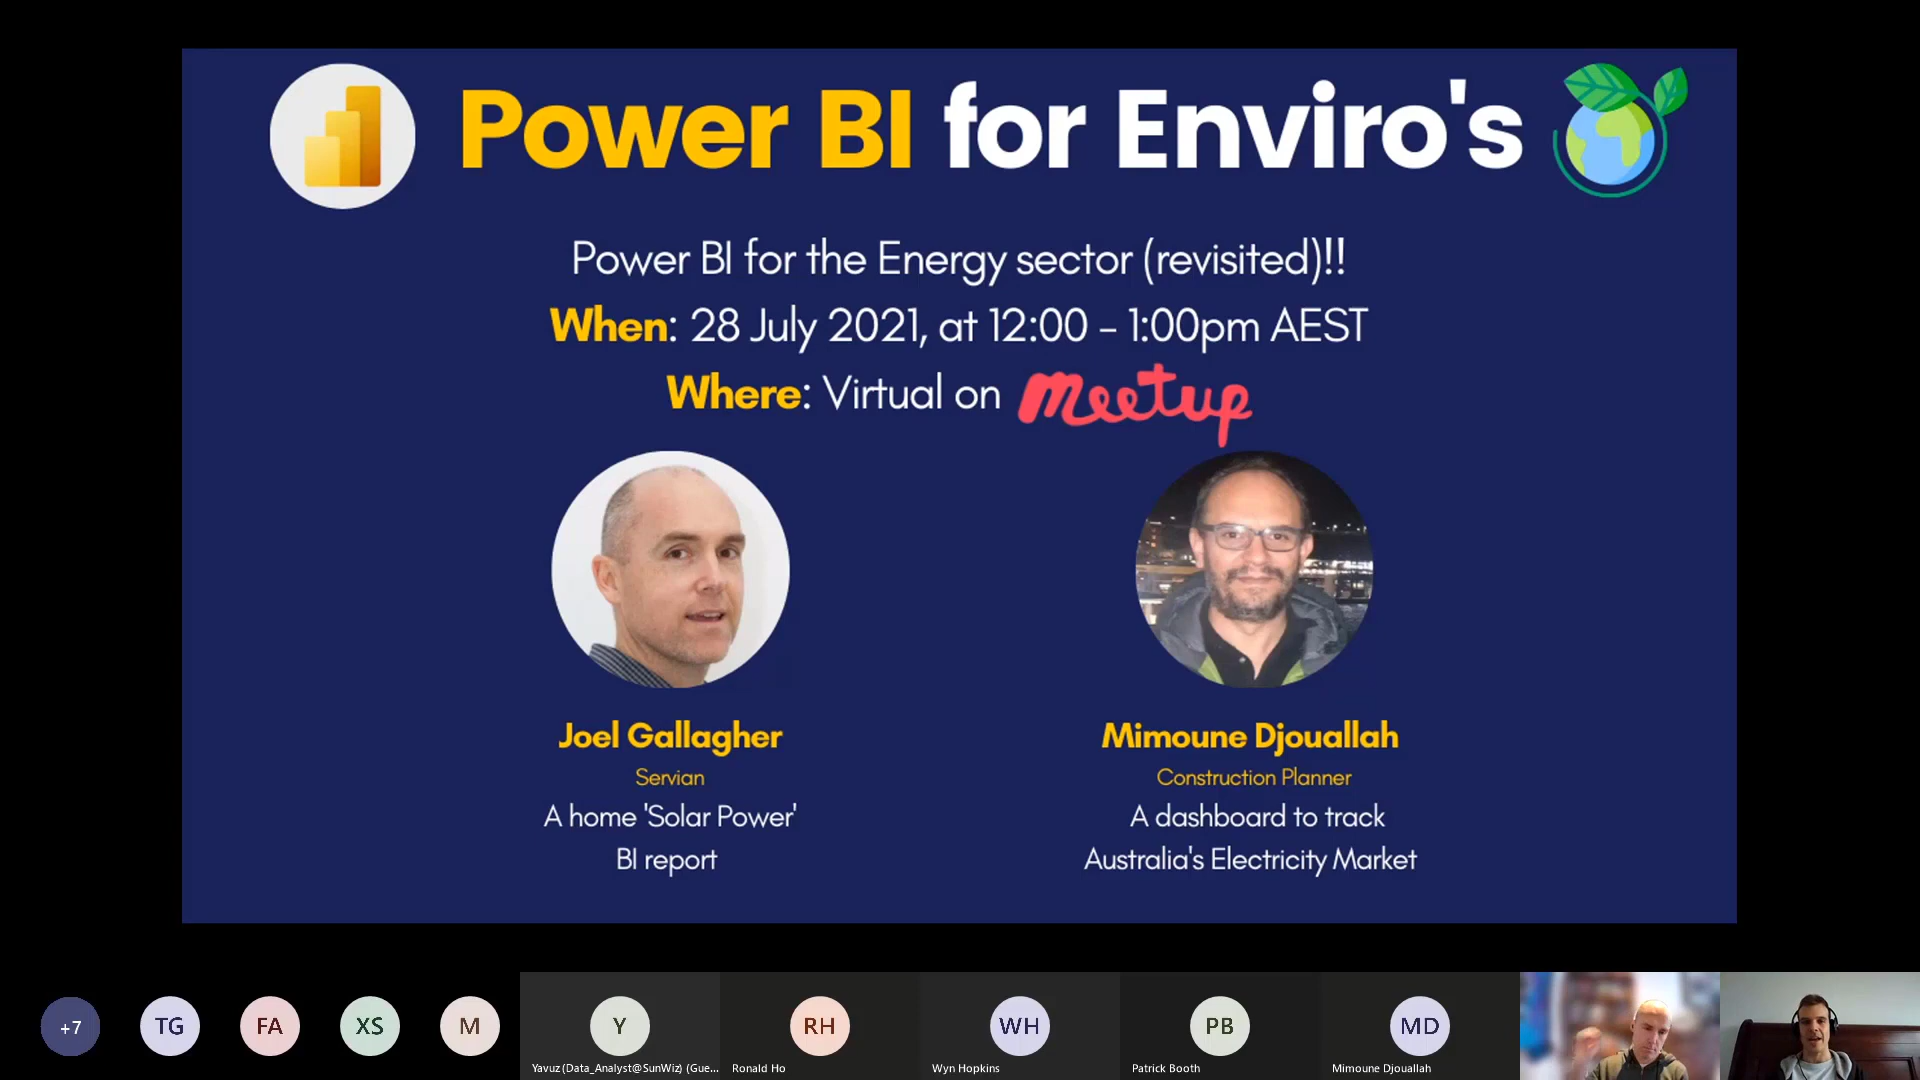 Power BI for Enviro's
Power BI for the Energy sector (revisited)!!
When: 28 July 2021, at 12:00 - 1:00pm AEST
Where: Virtual on meetup
Joel Gallagher
Servian
A home 'Solar Power'
BI report
Mimoune Djouallah
Construction Planner
A dashboard to track
Australia's Electricity Market
+7
TG
FA
XS
M
Y
RH
WH
PB
MD
Yavuz (Data_Analyst@SunWiz) (Gue...
Ronald Ho
Wyn Hopkins
Patrick Booth
Mimoune Djouallah